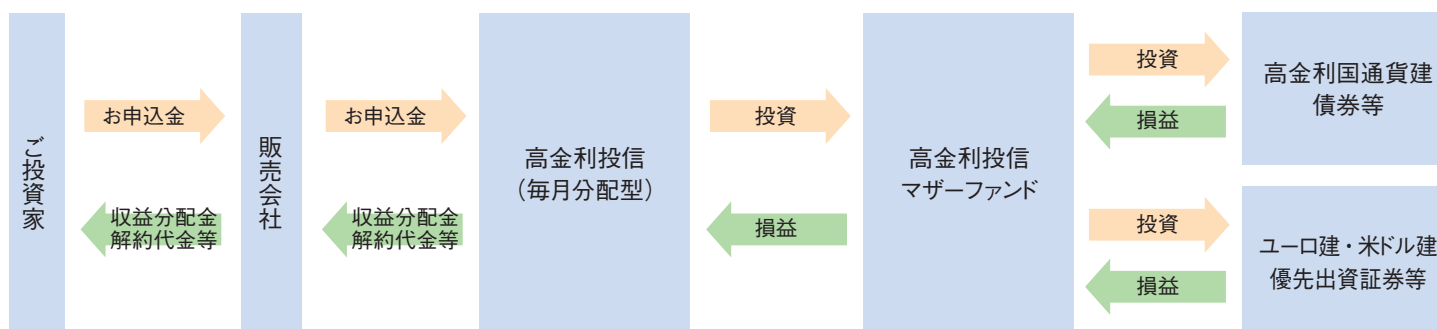 ご投資家
お申込金
収益分配金
解約代金等
販売会社
お申込金
収益分配金
解約代金等
高金利投信
（毎月分配型）
投資
損益
高金利投信
マザーファンド
投資
損益
高金利国通貨建
債券等
投資
損益
ユーロ建・米ドル建
優先出資証券等